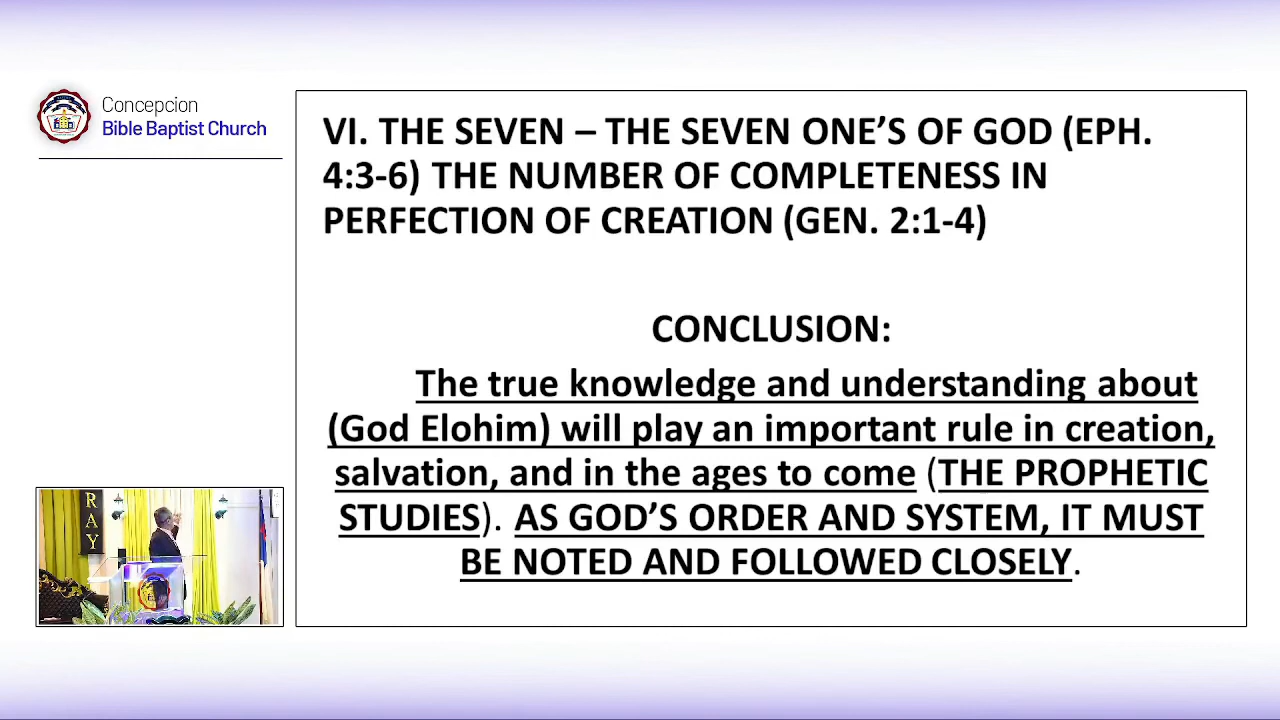 Concepcion
Bible Baptist Church
VI. THE SEVEN – THE SEVEN ONE’S OF GOD (EPH.
4:3-6) THE NUMBER OF COMPLETENESS IN
PERFECTION OF CREATION (GEN. 2:1-4)
CONCLUSION:
The true knowledge and understanding about
(God Elohim) will play an important rule in creation,
salvation, and in the ages to come (THE PROPHETIC
STUDIES). AS GOD’S ORDER AND SYSTEM, IT MUST
BE NOTED AND FOLLOWED CLOSELY.
RAY